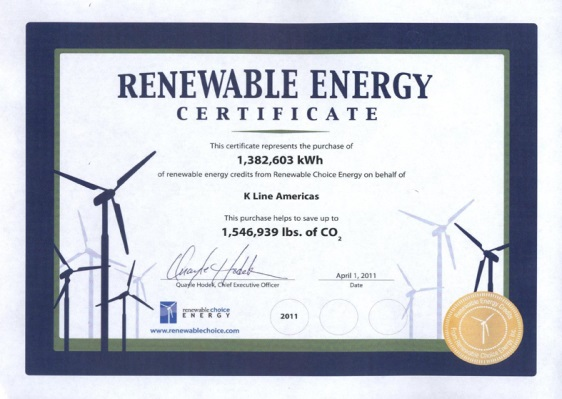 RENEWABLE ENERGY
CERTIFICATE
This certificate represents the purchase of
1,382,603 kWh
of renewable energy credits from Renewable Choice Energy on behalf of
K Line Americas
This purchase helps to save up to
1,546,939 lbs. of CO₂
Quayle Hodek
April 1, 2011
Quayle Hodek, Chief Executive Officer
Date
renewable choice
ENERGY
www.renewablechoice.com
2011
Renewable Energy Credits
Renewable Choice Energy